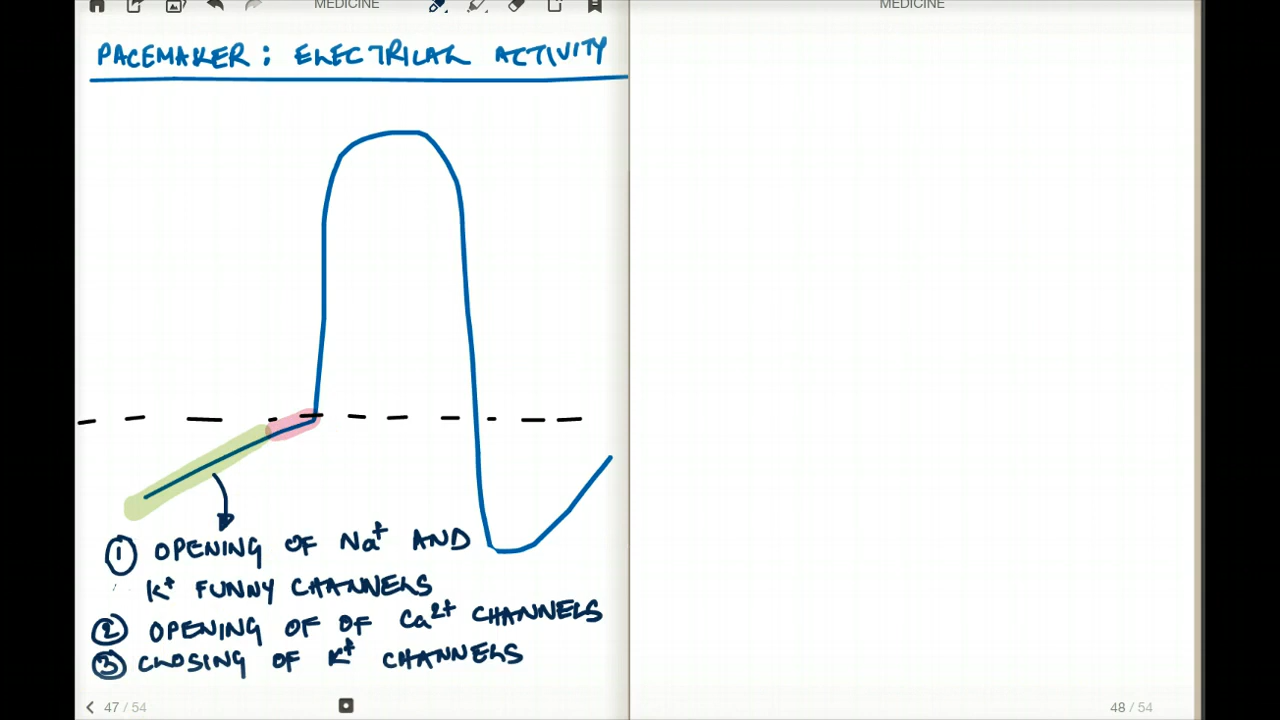 MEDICINE
MEDICINE
PACEMAKER: ELECTRICAL ACTIVITY
① OPENING OF Na⁺ AND
K⁺ FUNNY CHANNELS
② OPENING OF OF Ca²⁺ CHANNELS
③ CLOSING OF K⁺ CHANNELS
47 / 54
48 / 54